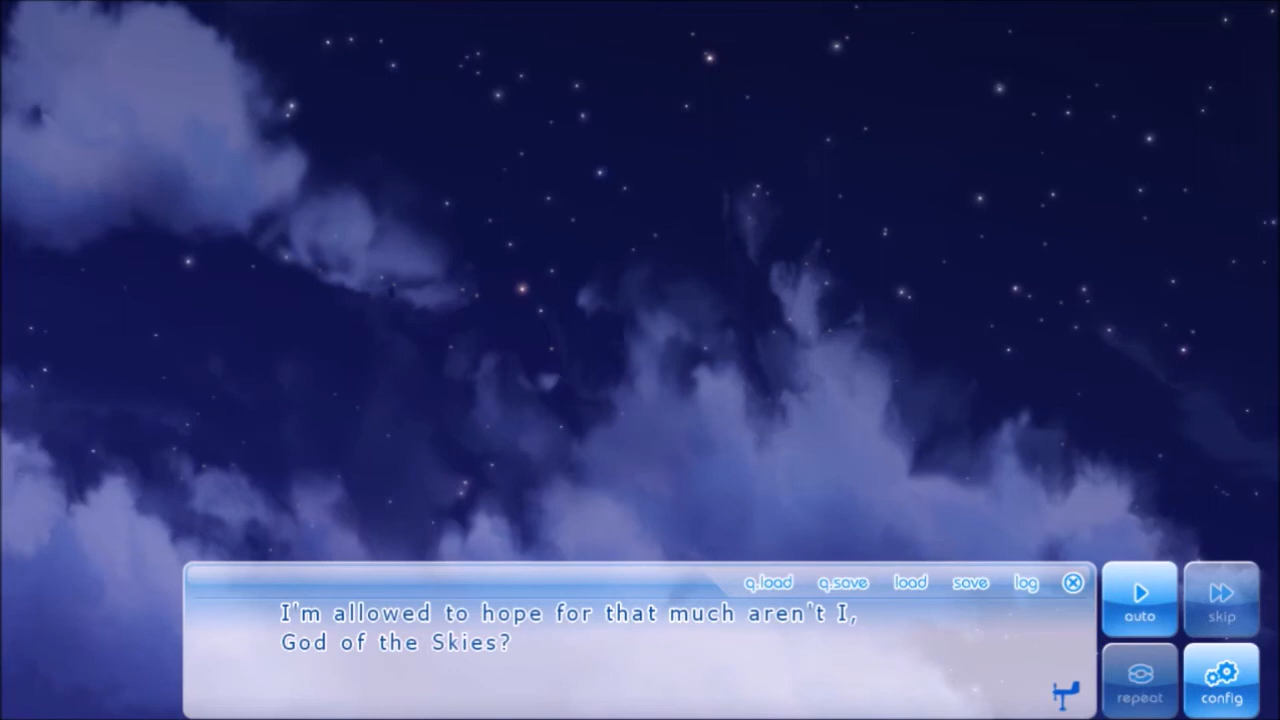 q.load q.save load save log
I'm allowed to hope for that much aren't I,
God of the Skies?
auto
skip
repeat
config